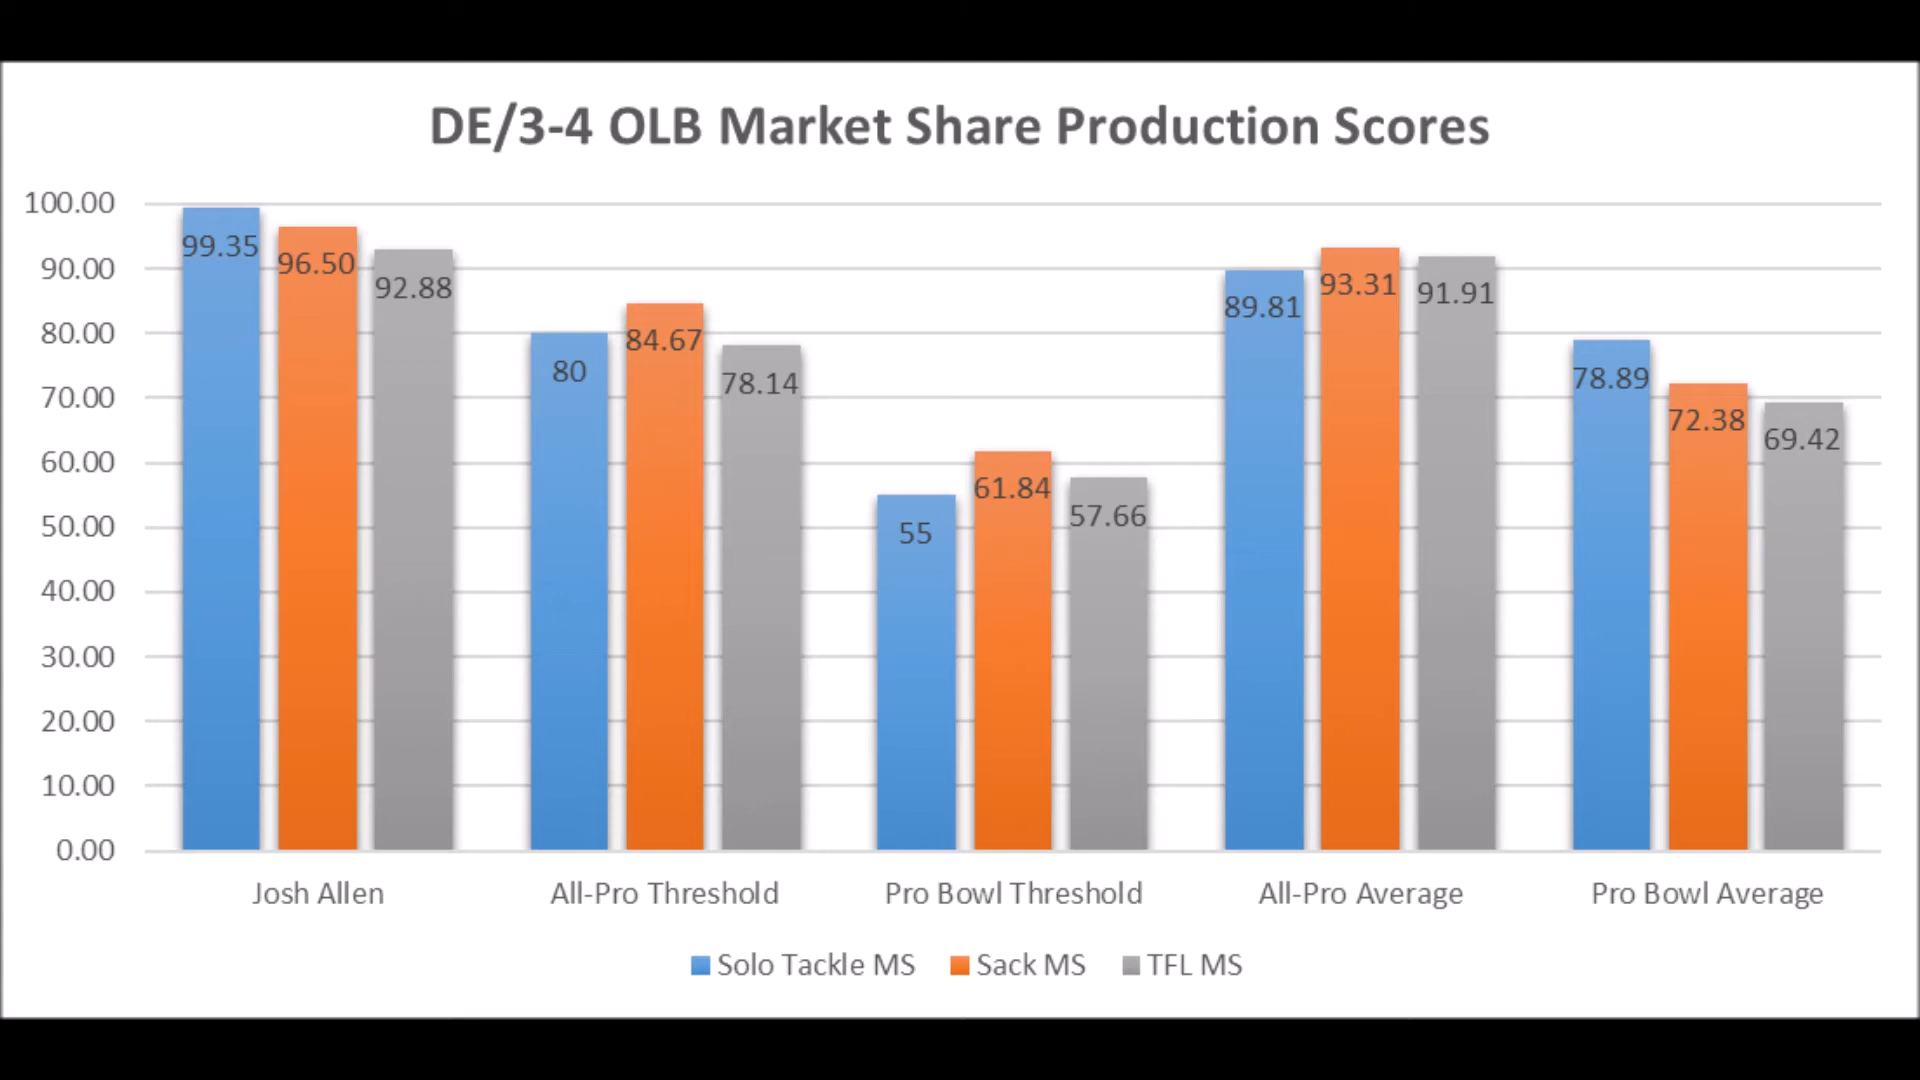 DE/3-4 OLB Market Share Production Scores
100.00
90.00
80.00
70.00
60.00
50.00
40.00
30.00
20.00
10.00
0.00
99.35
96.50
92.88
80
84.67
78.14
55
61.84
57.66
89.81
93.31
91.91
78.89
72.38
69.42
Josh Allen
All-Pro Threshold
Pro Bowl Threshold
All-Pro Average
Pro Bowl Average
Solo Tackle MS
Sack MS
TFL MS